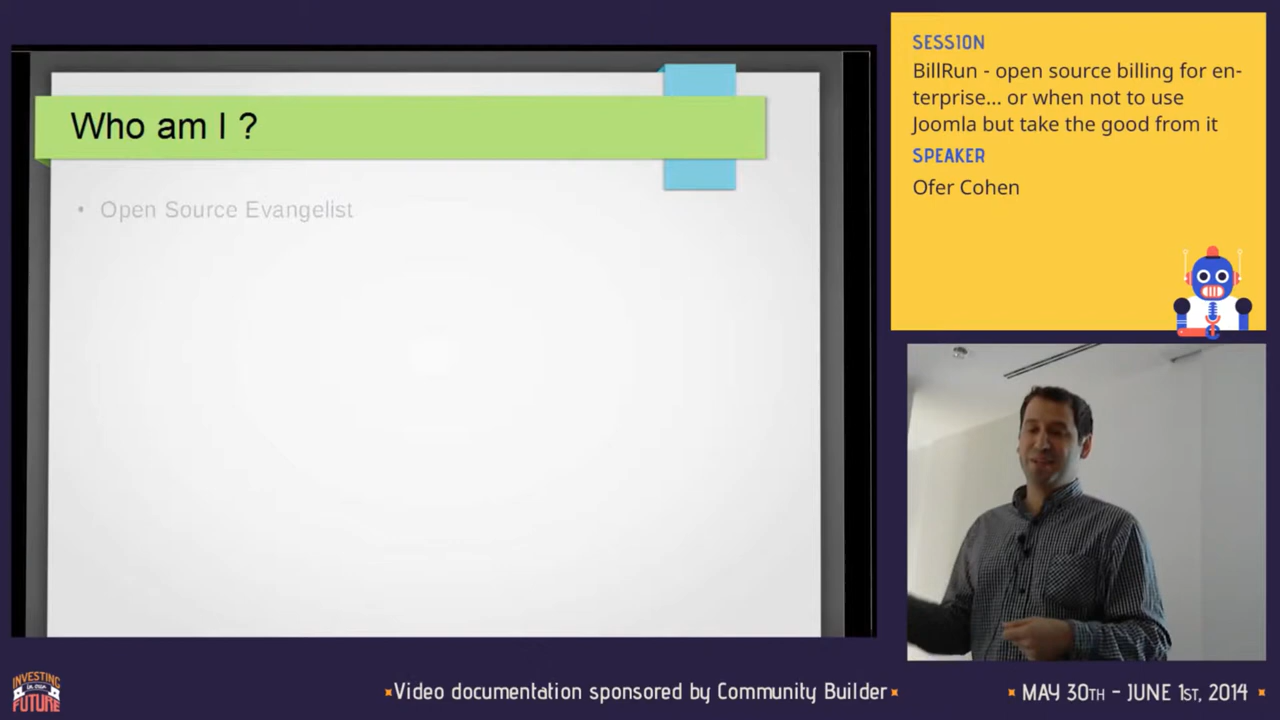 Who am I ?
• Open Source Evangelist
SESSION
BillRun - open source billing for en-
terprise... or when not to use
Joomla but take the good from it
SPEAKER
Ofer Cohen
INVESTING
IN OUR
FUTURE
Video documentation sponsored by Community Builder
MAY 30TH - JUNE 1ST, 2014